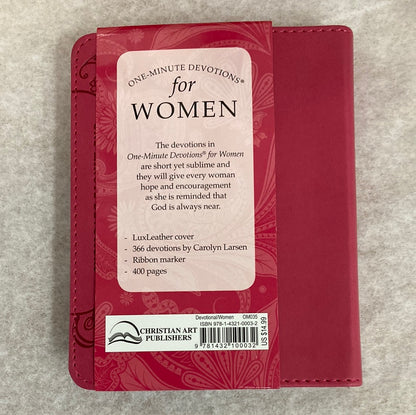 ONE-MINUTE DEVOTIONS®
for
WOMEN
The devotions in
One-Minute Devotions® for Women
are short yet sublime and
they will give every woman
hope and encouragement
as she is reminded that
God is always near.
- LuxLeather cover
- 366 devotions by Carolyn Larsen
- Ribbon marker
- 400 pages
CHRISTIAN ART
PUBLISHERS
Devotional/Women OM035
ISBN 978-1-4321-0003-2
9 781432 100032
US $14.99